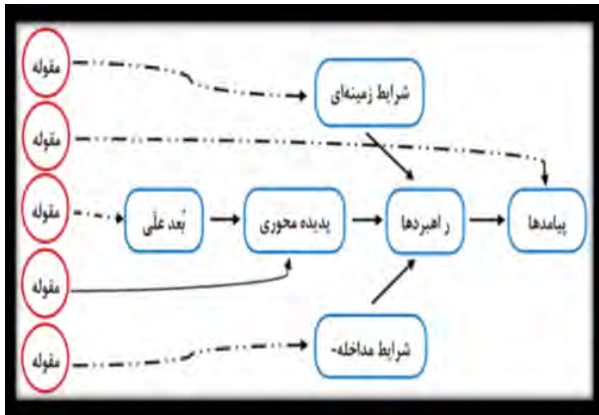 مقوله
شرایط زمینه‌ای
مقوله
مقوله
بُعد علّی
پدیده محوری
راهبردها
پیامدها
مقوله
شرایط مداخله-
مقوله